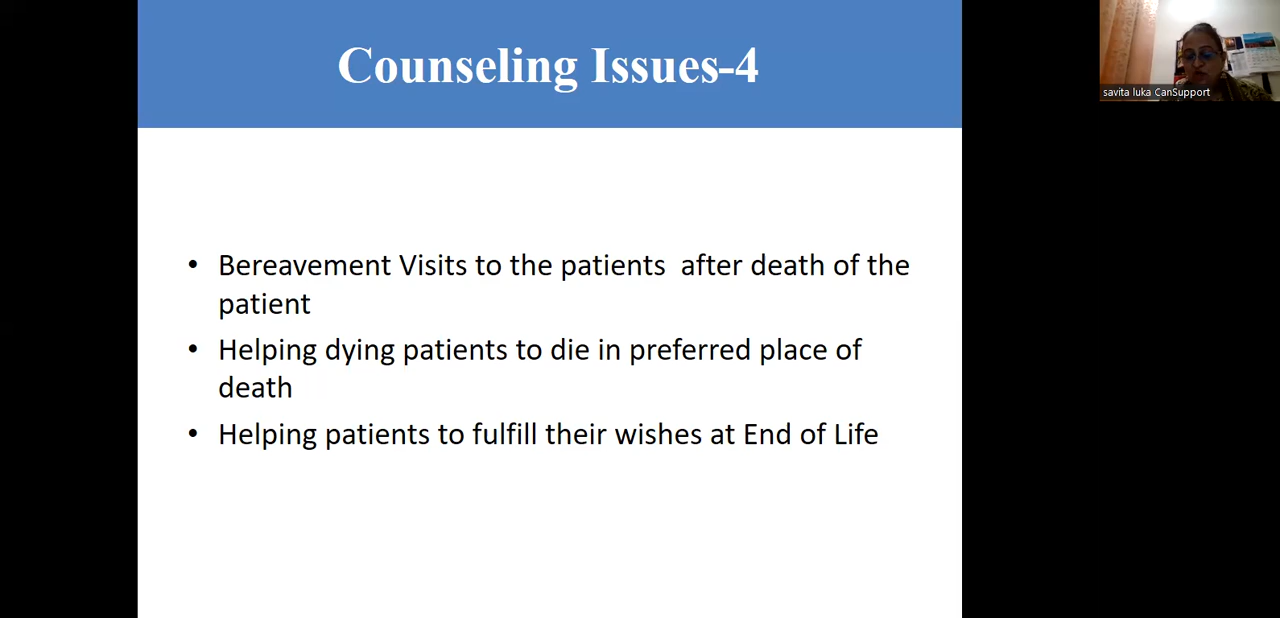 Counseling Issues-4
savita luka CanSupport
• Bereavement Visits to the patients  after death of the
patient
• Helping dying patients to die in preferred place of
death
• Helping patients to fulfill their wishes at End of Life